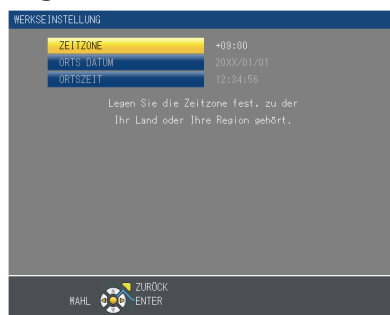 WERKSEINSTELLUNG
ZEITZONE +09:00
ORTS DATUM 20XX/01/01
ORTSZEIT 12:34:56
Legen Sie die Zeitzone fest, zu der
Ihr Land oder Ihre Region gehört.
ZURÜCK
WAHL ENTER